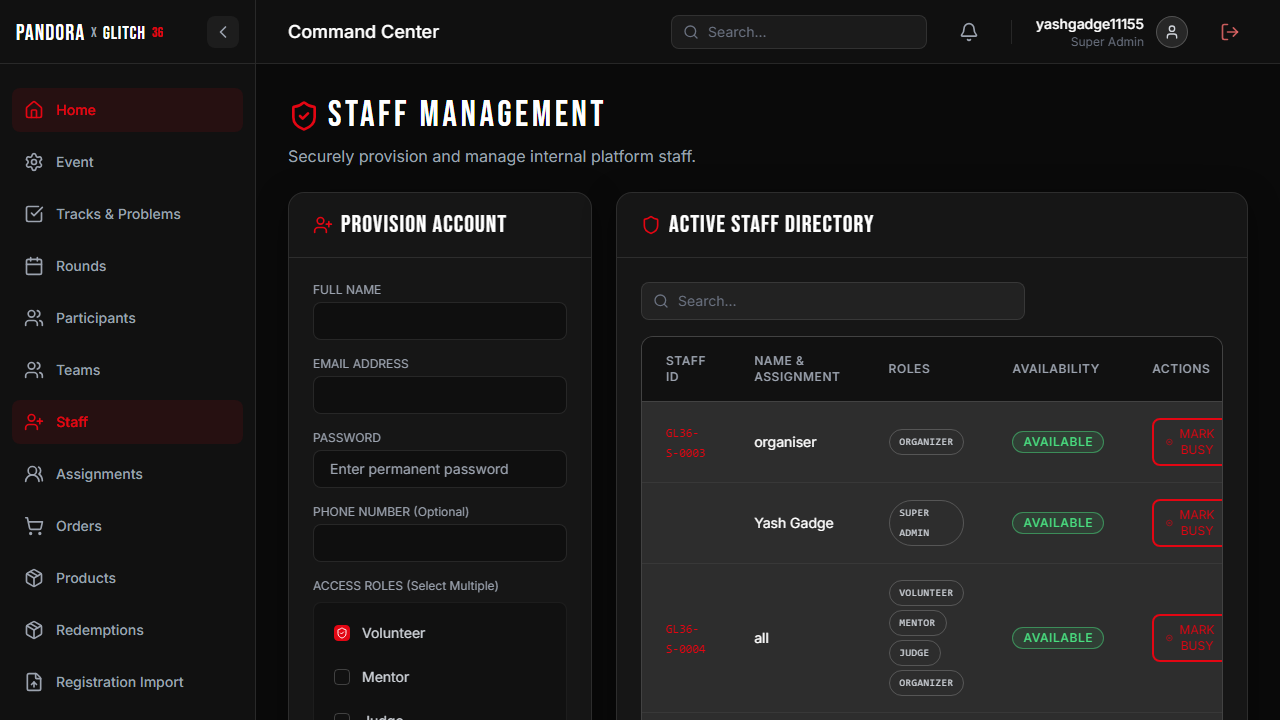 PANDORA X GLITCH 36
Command Center
Search...
yashgadge11155
Super Admin
Home
Event
Tracks & Problems
Rounds
Participants
Teams
Staff
Assignments
Orders
Products
Redemptions
Registration Import
STAFF MANAGEMENT
Securely provision and manage internal platform staff.
PROVISION ACCOUNT
FULL NAME
EMAIL ADDRESS
PASSWORD
Enter permanent password
PHONE NUMBER (Optional)
ACCESS ROLES (Select Multiple)
Volunteer
Mentor
Judge
ACTIVE STAFF DIRECTORY
Search...
STAFF
ID
NAME &
ASSIGNMENT
ROLES
AVAILABILITY
ACTIONS
GL36-
S-0003
organiser
ORGANIZER
AVAILABLE
MARK
BUSY
Yash Gadge
SUPER
ADMIN
AVAILABLE
MARK
BUSY
GL36-
S-0004
all
VOLUNTEER
MENTOR
JUDGE
ORGANIZER
AVAILABLE
MARK
BUSY